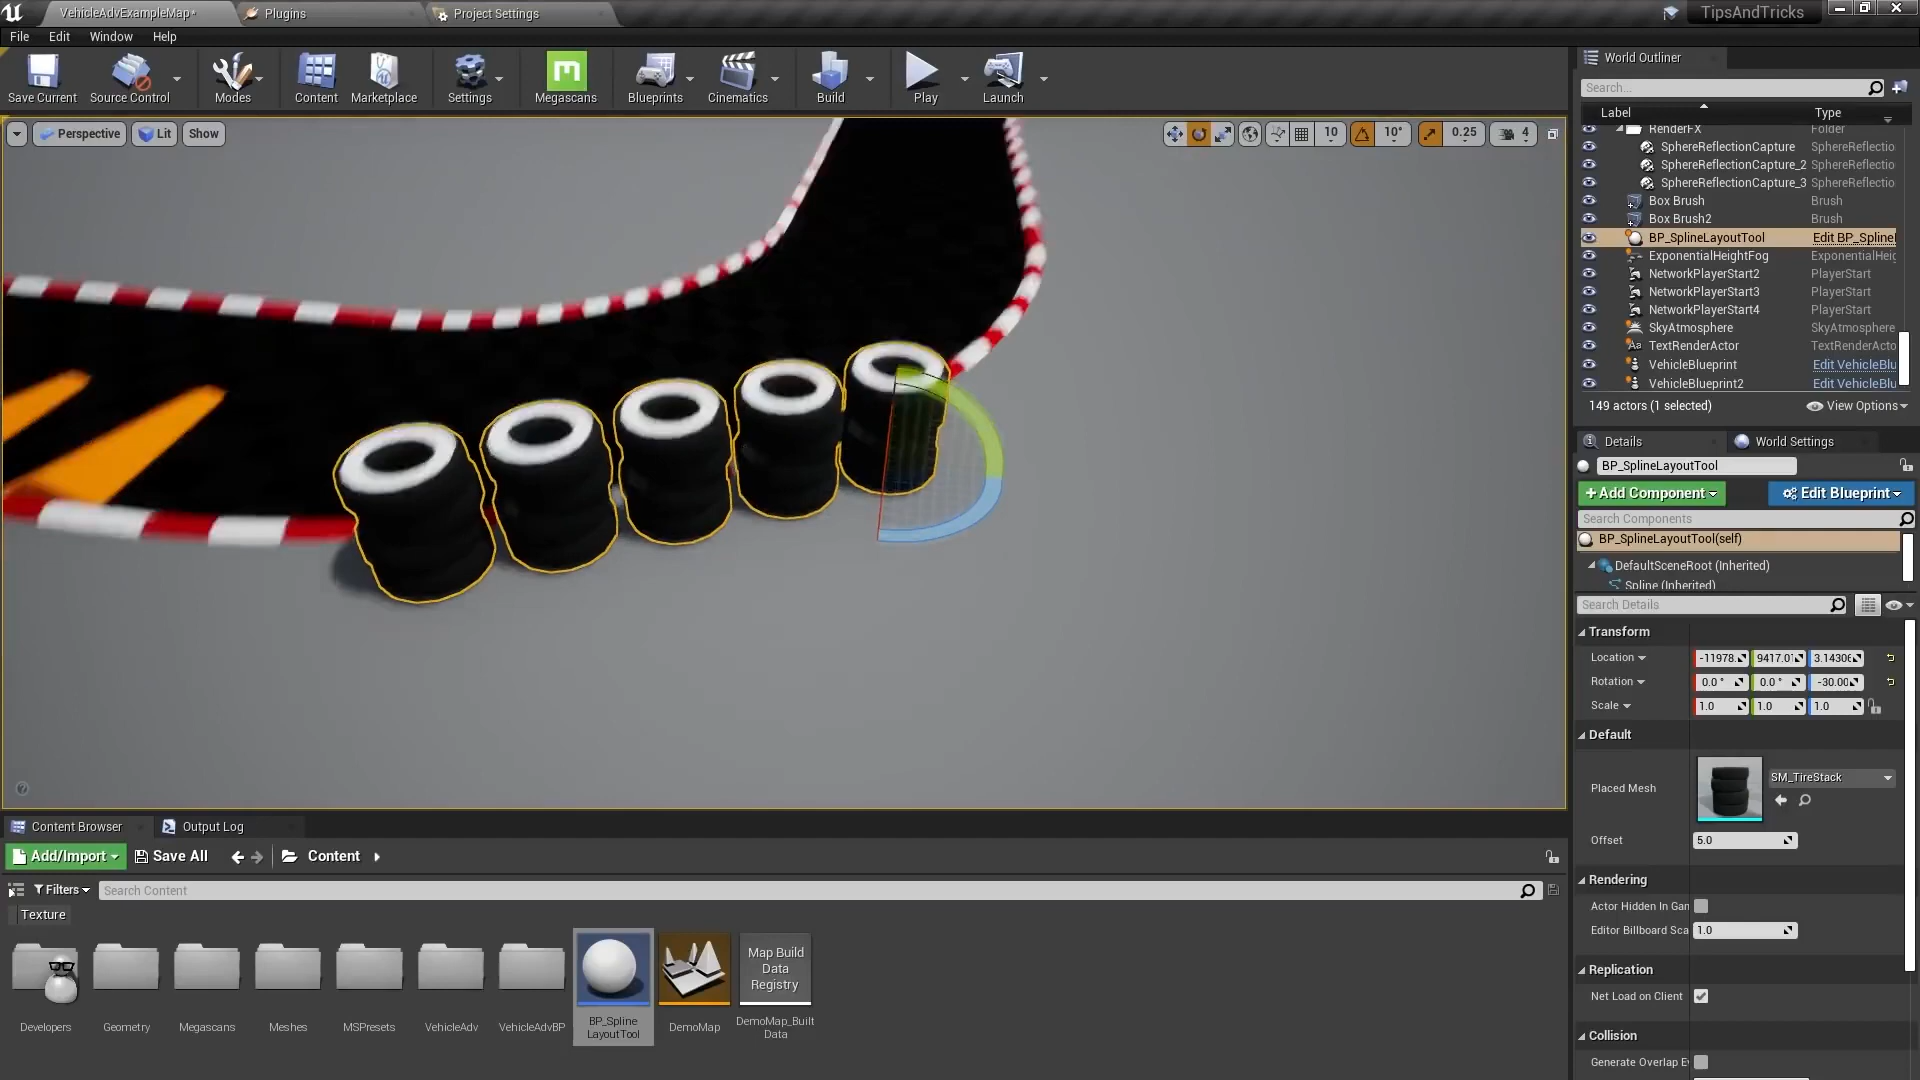 VehicleAdvExampleMap*
Plugins
Project Settings
TipsAndTricks
File
Edit
Window
Help
Save Current
Source Control
Modes
Content
Marketplace
Settings
Megascans
Blueprints
Cinematics
Build
Play
Launch
Perspective
Lit
Show
10
10°
0.25
4
World Outliner
Search...
Label
Type
RenderFX
Folder
SphereReflectionCapture
SphereReflectio
SphereReflectionCapture_2
SphereReflectio
SphereReflectionCapture_3
SphereReflectio
Box Brush
Brush
Box Brush2
Brush
BP_SplineLayoutTool
Edit BP_Splinel
ExponentialHeightFog
ExponentialHeig
NetworkPlayerStart2
PlayerStart
NetworkPlayerStart3
PlayerStart
NetworkPlayerStart4
PlayerStart
SkyAtmosphere
SkyAtmosphere
TextRenderActor
TextRenderActo
VehicleBlueprint
Edit VehicleBlu
VehicleBlueprint2
Edit VehicleBlu
149 actors (1 selected)
View Options
Details
World Settings
BP_SplineLayoutTool
+Add Component
Edit Blueprint
Search Components
BP_SplineLayoutTool(self)
DefaultSceneRoot (Inherited)
Spline (Inherited)
Search Details
Transform
Location
-11978.
9417.01
3.14306
Rotation
0.0 °
0.0 °
-30.00
Scale
1.0
1.0
1.0
Default
Placed Mesh
SM_TireStack
Offset
5.0
Rendering
Actor Hidden In Gan
Editor Billboard Sca
1.0
Replication
Net Load on Client
Collision
Generate Overlap Ev
Content Browser
Output Log
Add/Import
Save All
Content
Filters
Search Content
Texture
Developers
Geometry
Megascans
Meshes
MSPresets
VehicleAdv
VehicleAdvBP
BP_Spline
LayoutTool
DemoMap
Map Build
Data
Registry
DemoMap_Built
Data